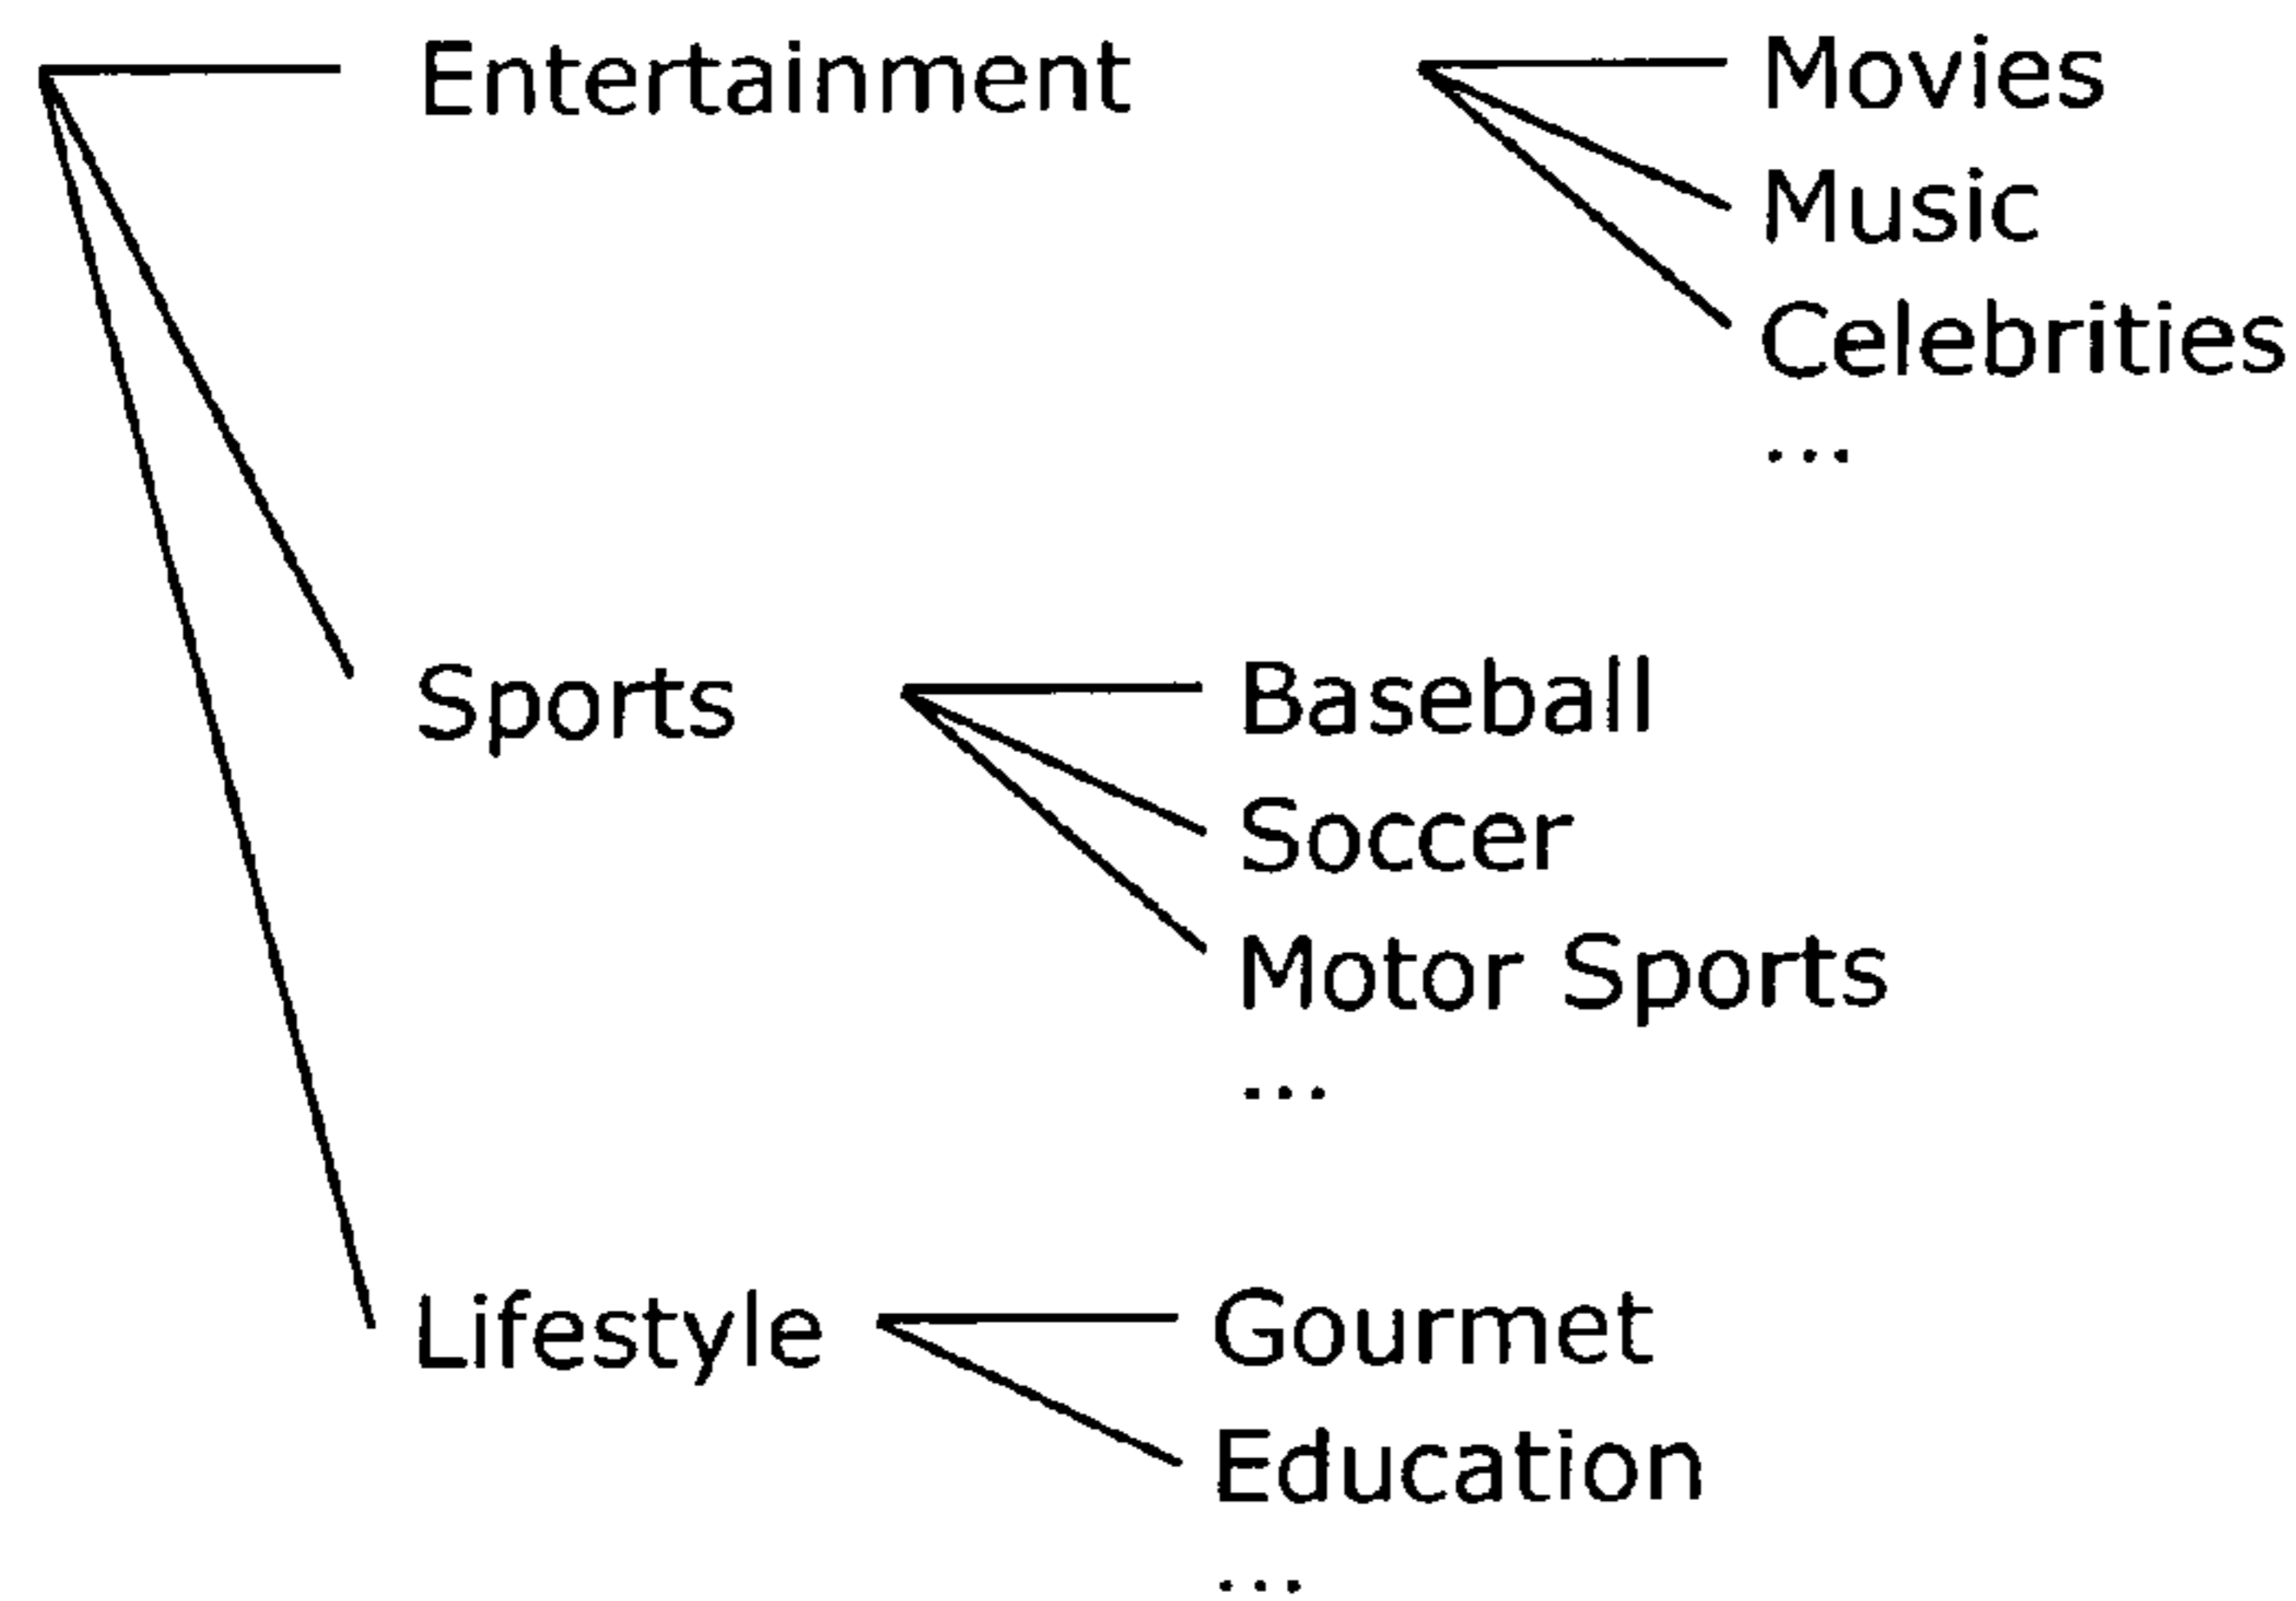 Entertainment
Movies
Music
Celebrities
...
Sports
Baseball
Soccer
Motor Sports
...
Lifestyle
Gourmet
Education
...